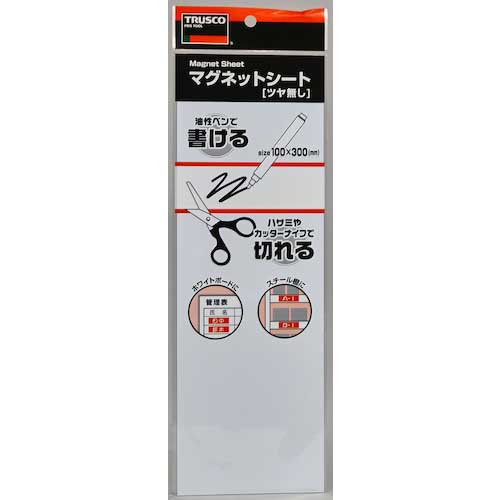 TRUSCO
PRO TOOL
Magnet Sheet
マグネットシート
[ツヤ無し]
油性ペンで
書ける
size 100×300(mm)
ハサミや
カッターナイフで
切れる
ホワイトボードに
管理表
氏 名
スチール棚に
A-1
B-1